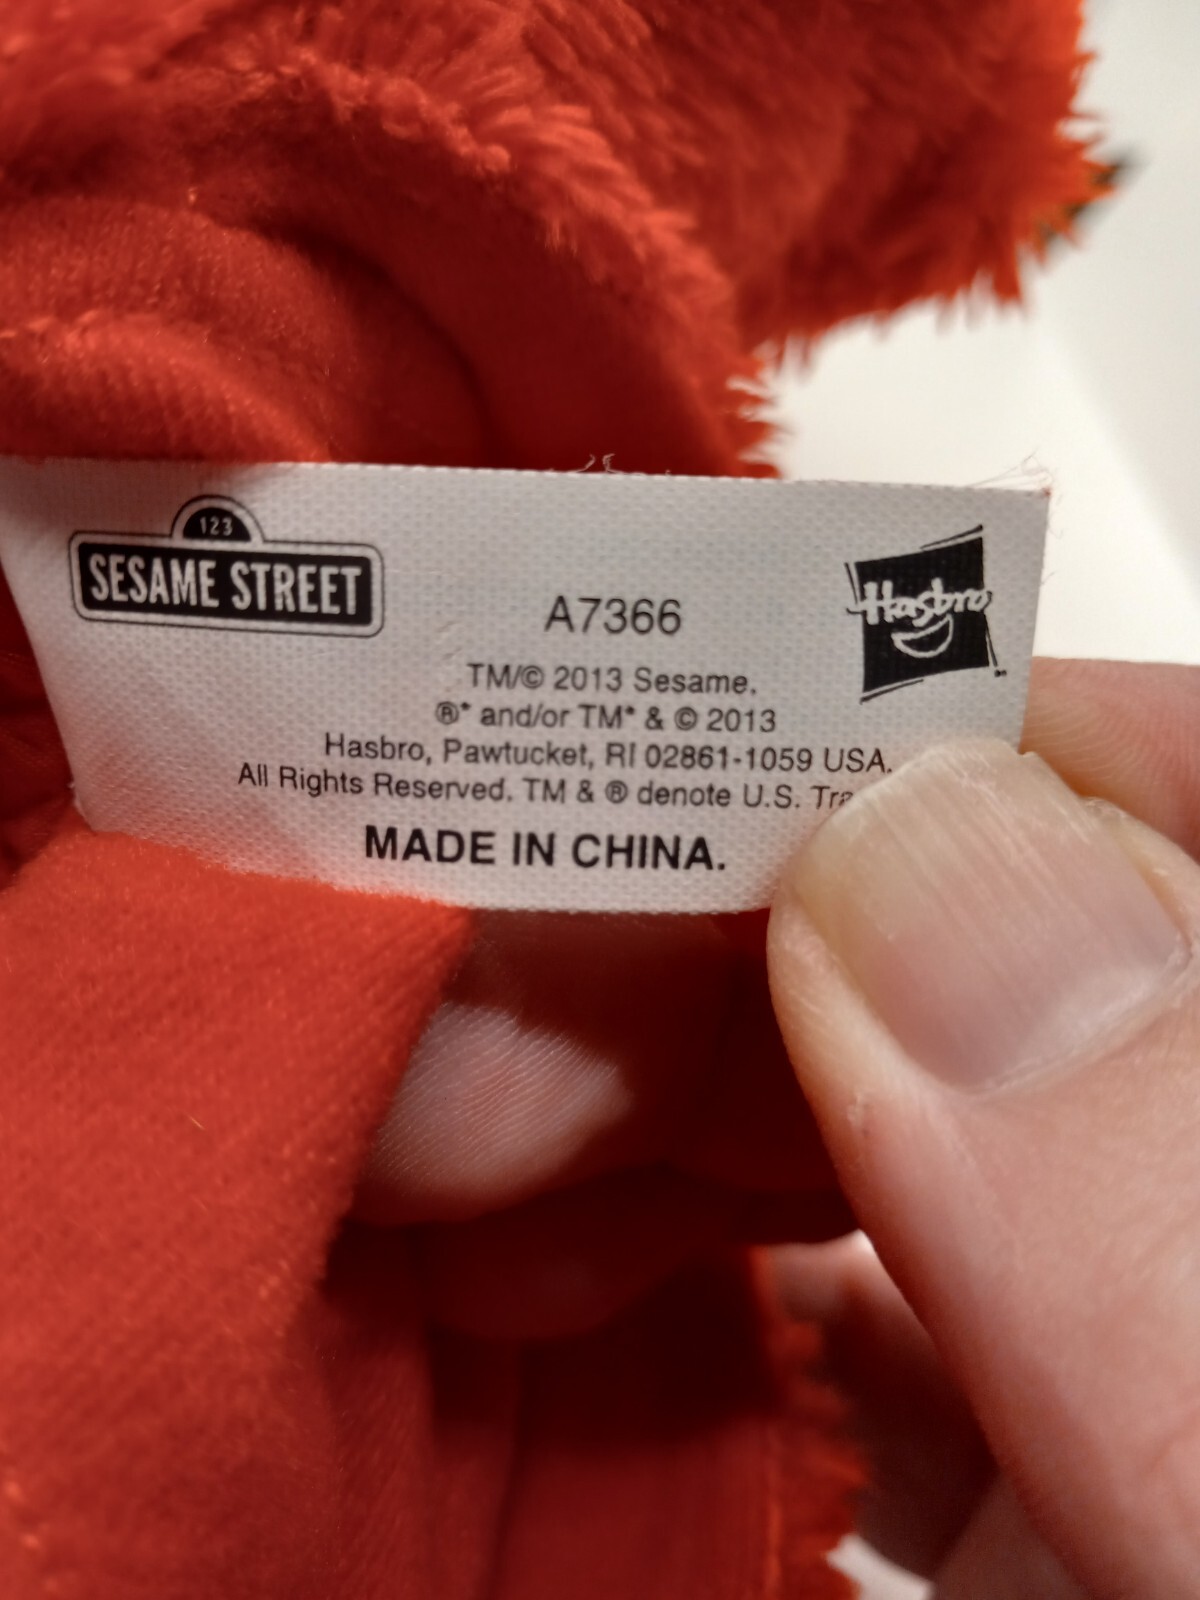 123
SESAME STREET
Hasbro
A7366
TM/© 2013 Sesame.
®* and/or TM* & © 2013
Hasbro, Pawtucket, RI 02861-1059 USA.
All Rights Reserved. TM & ® denote U.S.
MADE IN CHINA.